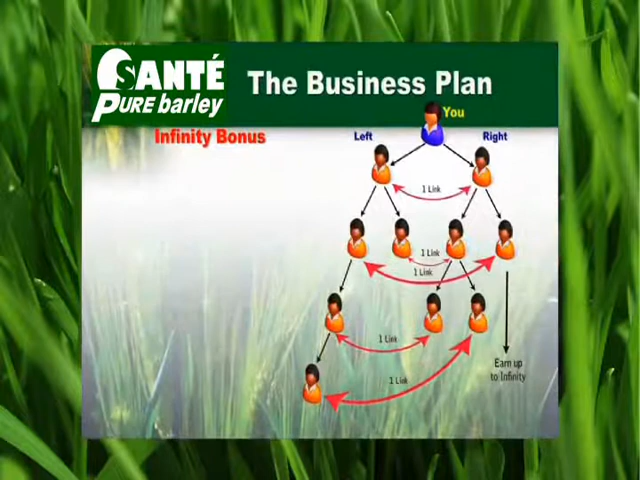 SANTÉ
PURE barley
The Business Plan
You
Infinity Bonus
Left
Right
1 Link
1 Link
1 Link
1 Link
1 Link
Earn up
to Infinity